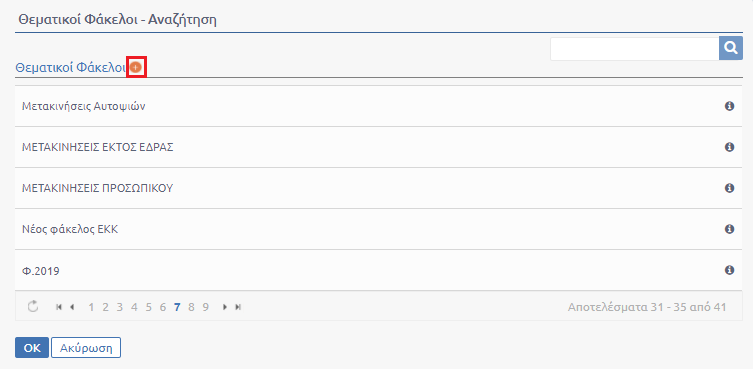 Θεματικοί Φάκελοι - Αναζήτηση
Θεματικοί Φάκελοι
Μετακινήσεις Αυτοψιών
ΜΕΤΑΚΙΝΗΣΕΙΣ ΕΚΤΟΣ ΕΔΡΑΣ
ΜΕΤΑΚΙΝΗΣΕΙΣ ΠΡΟΣΩΠΙΚΟΥ
Νέος φάκελος ΕΚΚ
Φ.2019
1 2 3 4 5 6 7 8 9 Αποτελέσματα 31 - 35 από 41
OK Ακύρωση